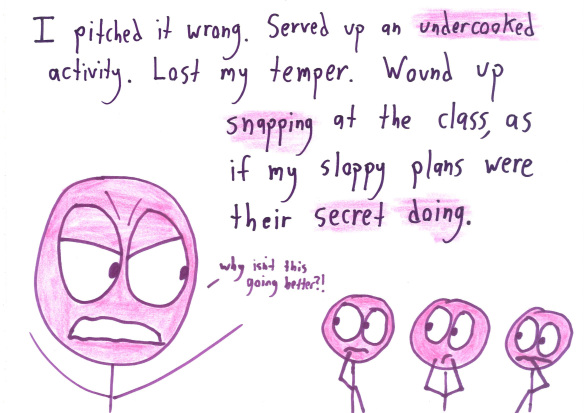 I pitched it wrong. Served up an undercooked
activity. Lost my temper. Wound up
snapping at the class, as
if my sloppy plans were
their secret doing.
why isn't this
going better?!